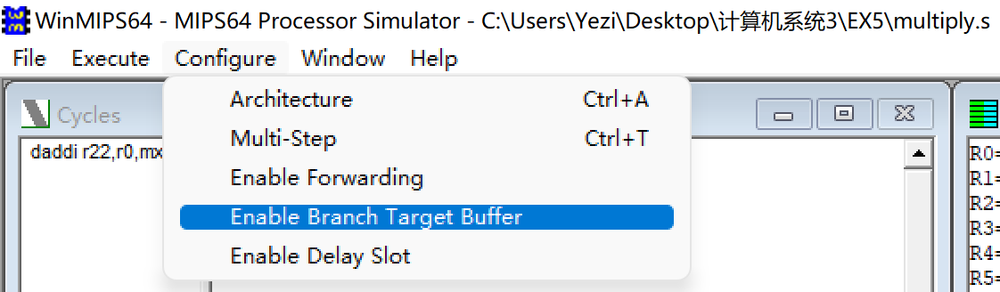 WinMIPS64 - MIPS64 Processor Simulator - C:\Users\Yezi\Desktop\计算机系统3\EX5\multiply.s
File Execute Configure Window Help
Cycles
Architecture Ctrl+A
Multi-Step Ctrl+T
Enable Forwarding
Enable Branch Target Buffer
Enable Delay Slot
daddi r22,r0,mx
R0=
R1=
R2=
R3=
R4=
R5=